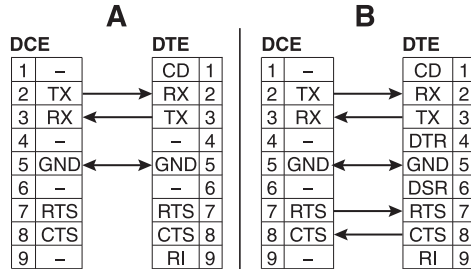 A B
DCE DTE DCE DTE
1 – CD 1 1 – CD 1
2 TX RX 2 2 TX RX 2
3 RX TX 3 3 RX TX 3
4 – – 4 4 – DTR 4
5 GND GND 5 5 GND GND 5
6 – – 6 6 – DSR 6
7 RTS RTS 7 7 RTS RTS 7
8 CTS CTS 8 8 CTS CTS 8
9 – RI 9 9 – RI 9